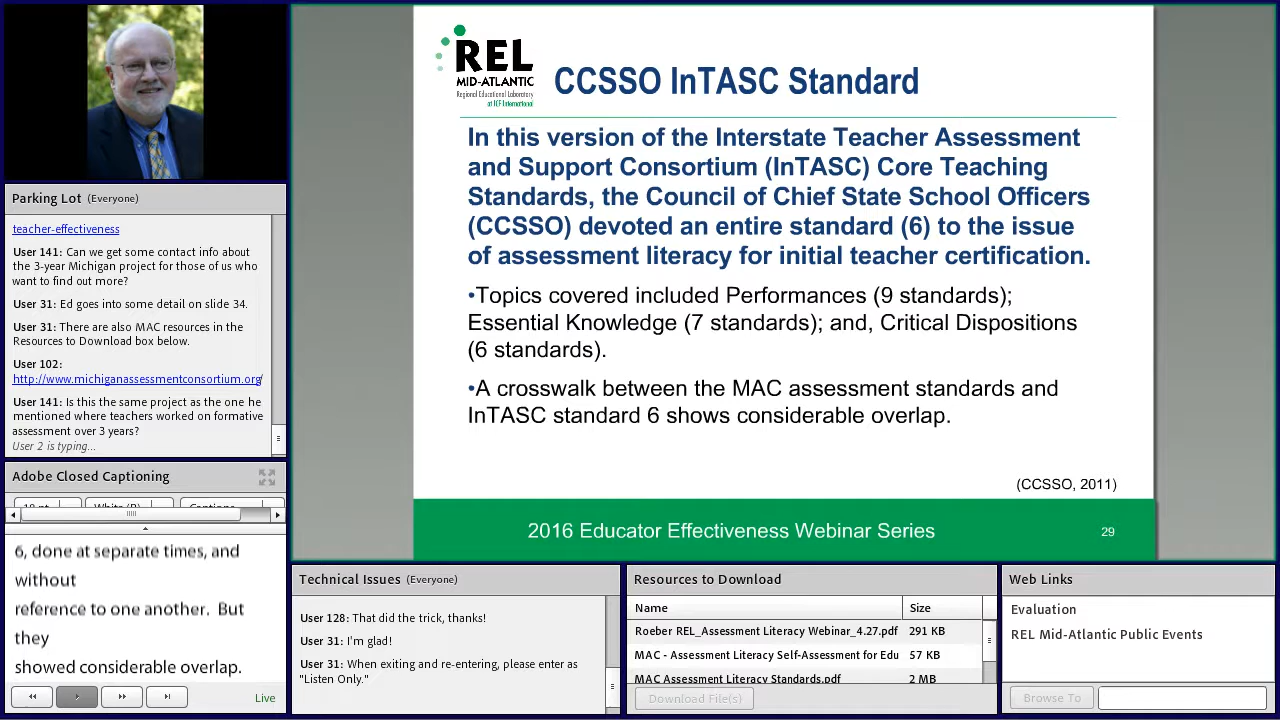 REL
MID-ATLANTIC
Regional Educational Laboratory
at ICF International
CCSSO InTASC Standard
In this version of the Interstate Teacher Assessment
and Support Consortium (InTASC) Core Teaching
Standards, the Council of Chief State School Officers
(CCSSO) devoted an entire standard (6) to the issue
of assessment literacy for initial teacher certification.
•Topics covered included Performances (9 standards);
Essential Knowledge (7 standards); and, Critical Dispositions
(6 standards).
•A crosswalk between the MAC assessment standards and
InTASC standard 6 shows considerable overlap.
(CCSSO, 2011)
2016 Educator Effectiveness Webinar Series
29
Parking Lot (Everyone)
teacher-effectiveness
User 141: Can we get some contact info about
the 3-year Michigan project for those of us who
want to find out more?
User 31: Ed goes into some detail on slide 34.
User 31: There are also MAC resources in the
Resources to Download box below.
User 102:
http://www.michiganassessmentconsortium.org/
User 141: Is this the same project as the one he
mentioned where teachers worked on formative
assessment over 3 years?
User 2 is typing...
Adobe Closed Captioning
6, done at separate times, and
without
reference to one another. But
they
showed considerable overlap.
Live
Technical Issues (Everyone)
User 128: That did the trick, thanks!
User 31: I'm glad!
User 31: When exiting and re-entering, please enter as
"Listen Only."
Resources to Download
Name Size
Roeber REL_Assessment Literacy Webinar_4.27.pdf 291 KB
MAC - Assessment Literacy Self-Assessment for Edu 57 KB
MAC Assessment Literacy Standards.pdf 2 MB
Download File(s)
Web Links
Evaluation
REL Mid-Atlantic Public Events
Browse To